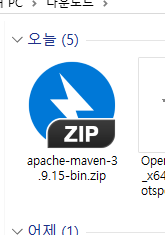 PC > 다운로드 >
오늘 (5)
ZIP
apache-maven-3
.9.15-bin.zip
Open
_x64
otsp
어제 (1)